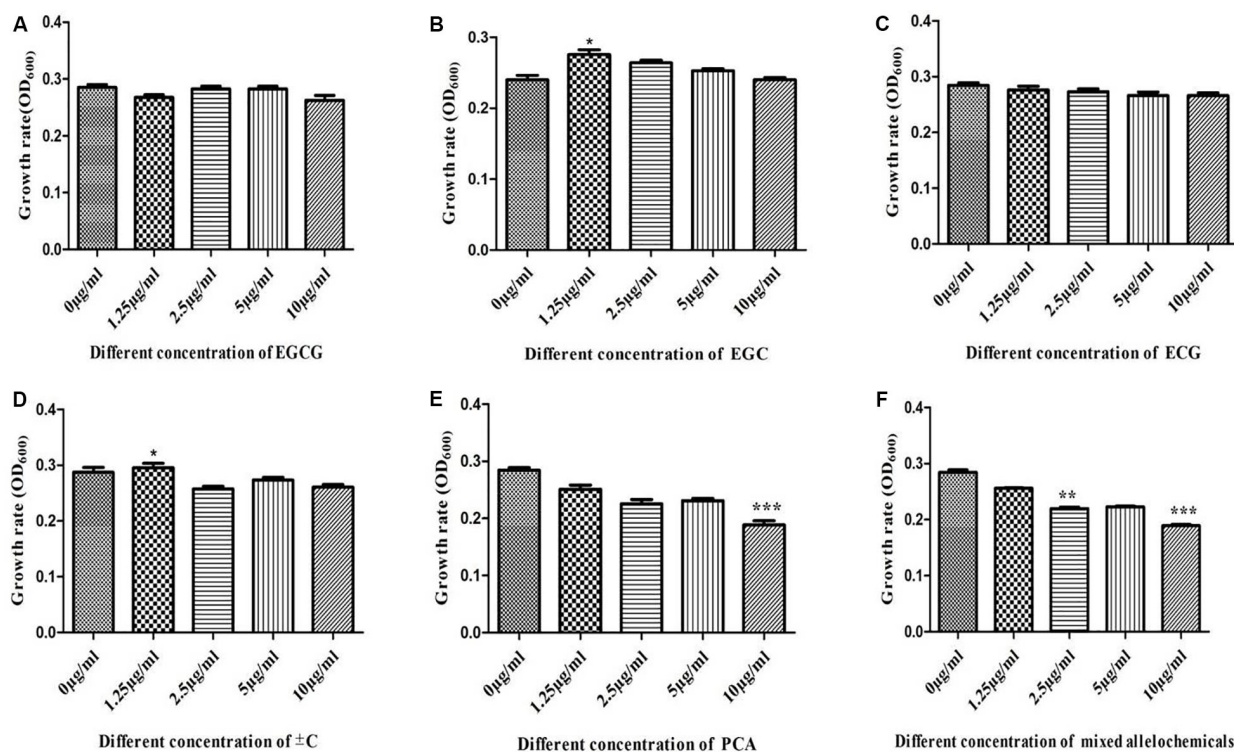 A
Growth rate(OD600)
0.4
0.3
0.2
0.1
0.0
0µg/ml
1.25µg/ml
2.5µg/ml
5µg/ml
10µg/ml
Different concentration of EGCG
B
Growth rate (OD600)
0.3
0.2
0.1
0.0
*
0µg/ml
1.25µg/ml
2.5µg/ml
5µg/ml
10µg/ml
Different concentration of EGC
C
Growth rate (OD600)
0.4
0.3
0.2
0.1
0.0
0µg/ml
1.25µg/ml
2.5µg/ml
5µg/ml
10µg/ml
Different concentration of ECG
D
Growth rate (OD600)
0.4
0.3
0.2
0.1
0.0
*
0µg/ml
1.25µg/ml
2.5µg/ml
5µg/ml
10µg/ml
Different concentration of ±C
E
Growth rate (OD600)
0.4
0.3
0.2
0.1
0.0
***
0µg/ml
1.25µg/ml
2.5µg/ml
5µg/ml
10µg/ml
Different concentration of PCA
F
Growth rate (OD600)
0.4
0.3
0.2
0.1
0.0
**
***
0µg/ml
1.25µg/ml
2.5µg/ml
5µg/ml
10µg/ml
Different concentration of mixed allelochemicals